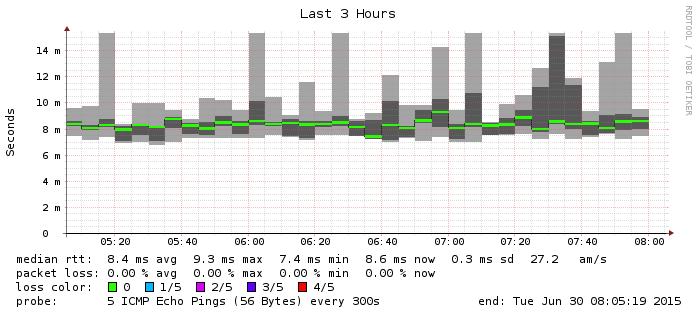 Last 3 Hours
RRDTOOL / TOBI OETIKER
Seconds
14 m
12 m
10 m
8 m
6 m
4 m
2 m
0
05:20 05:40 06:00 06:20 06:40 07:00 07:20 07:40 08:00
median rtt: 8.4 ms avg 9.3 ms max 7.4 ms min 8.6 ms now 0.3 ms sd 27.2 am/s
packet loss: 0.00 % avg 0.00 % max 0.00 % min 0.00 % now
loss color: 0 1/5 2/5 3/5 4/5
probe: 5 ICMP Echo Pings (56 Bytes) every 300s end: Tue Jun 30 08:05:19 2015